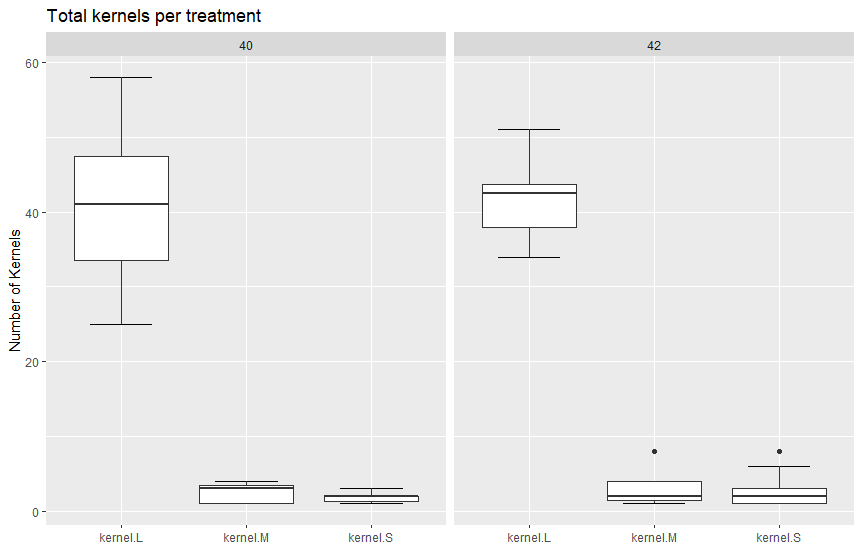 Total kernels per treatment
40
42
Number of Kernels
60
40
20
0
kernel.L
kernel.M
kernel.S
kernel.L
kernel.M
kernel.S